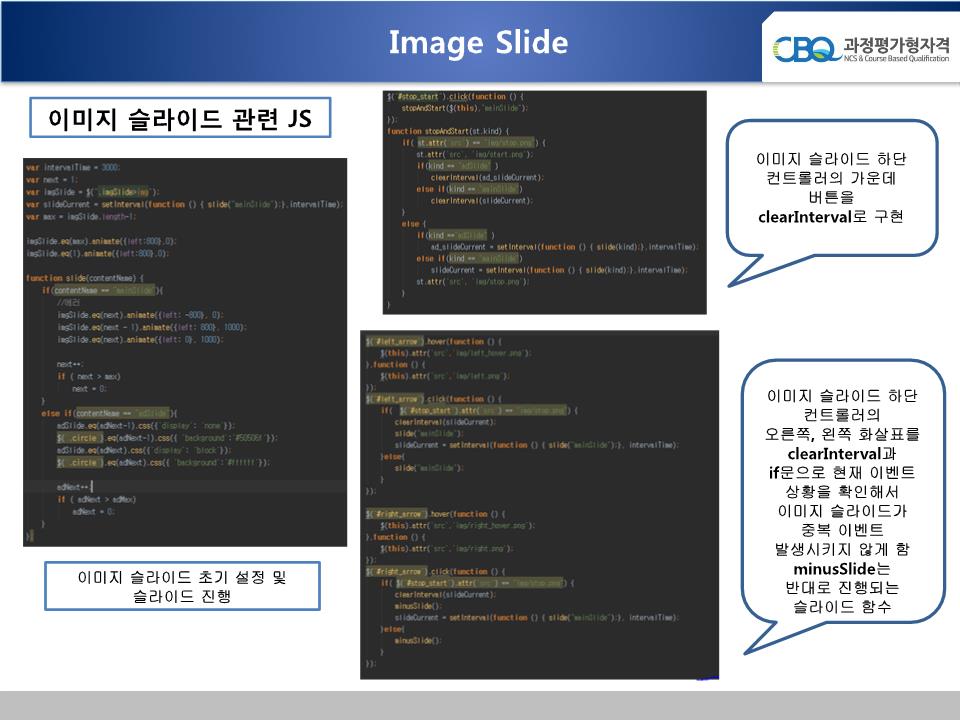 Image Slide
CBQ 과정평가형자격
NCS & Course Based Qualification
이미지 슬라이드 관련 JS
var intervalTime = 3000;
var next = 1;
var imgSlide = $(".imgSlide>img");
var slideCurrent = setInterval(function () { slide("mainSlide");},intervalTime);
var max = imgSlide.length-1;
imgSlide.eq(max).animate({left:800},0);
imgSlide.eq(1).animate({left:800},0);
function slide(contentName) {
if(contentName == "mainSlide"){
//메러
imgSlide.eq(next).animate({left: -800}, 0);
imgSlide.eq(next - 1).animate({left: 800}, 1000);
imgSlide.eq(next).animate({left: 0}, 1000);
next++;
if ( next > max)
next = 0;
}
else if(contentName == "adSlide"){
adSlide.eq(adNext-1).css({'display': 'none'});
$( .circle ).eq(adNext-1).css({ 'background':'#50506f'});
adSlide.eq(adNext).css({'display': 'block'});
$( .circle ).eq(adNext).css({ 'background':'#ffffff'});
adNext++;
if ( adNext > adMax)
adNext = 0;
}
}
이미지 슬라이드 초기 설정 및
슬라이드 진행
$("#stop_start").click(function () {
stopAndStart($(this),"mainSlide");
});
function stopAndStart(st,kind) {
if( st.attr('src') == "img/stop.png") {
st.attr('src', 'img/start.png');
if(kind == "adSlide" )
clearInterval(ad_slideCurrent);
else if(kind == "mainSlide")
clearInterval(slideCurrent);
}
else {
if(kind == "adSlide" )
ad_slideCurrent = setInterval(function () { slide(kind);},intervalTime);
else if(kind == "mainSlide")
slideCurrent = setInterval(function () { slide(kind);},intervalTime);
st.attr('src', 'img/stop.png');
}
}
이미지 슬라이드 하단
컨트롤러의 가운데
버튼을
clearInterval로 구현
$("#left_arrow").hover(function () {
$(this).attr('src','img/left_hover.png');
},function () {
$(this).attr('src','img/left.png');
});
$("#left_arrow").click(function () {
if( $("#stop_start").attr('src') == "img/stop.png") {
clearInterval(slideCurrent);
slide("mainSlide");
slideCurrent = setInterval(function () { slide("mainSlide");}, intervalTime);
}else{
slide("mainSlide");
}
});
$("#right_arrow").hover(function () {
$(this).attr('src','img/right_hover.png');
},function () {
$(this).attr('src','img/right.png');
});
$("#right_arrow").click(function () {
if( $("#stop_start").attr('src') == "img/stop.png") {
clearInterval(slideCurrent);
minusSlide();
slideCurrent = setInterval(function () { slide("mainSlide");}, intervalTime);
}else{
minusSlide();
}
});
이미지 슬라이드 하단
컨트롤러의
오른쪽, 왼쪽 화살표를
clearInterval과
if문으로 현재 이벤트
상황을 확인해서
이미지 슬라이드가
중복 이벤트
발생시키지 않게 함
minusSlide는
반대로 진행되는
슬라이드 함수